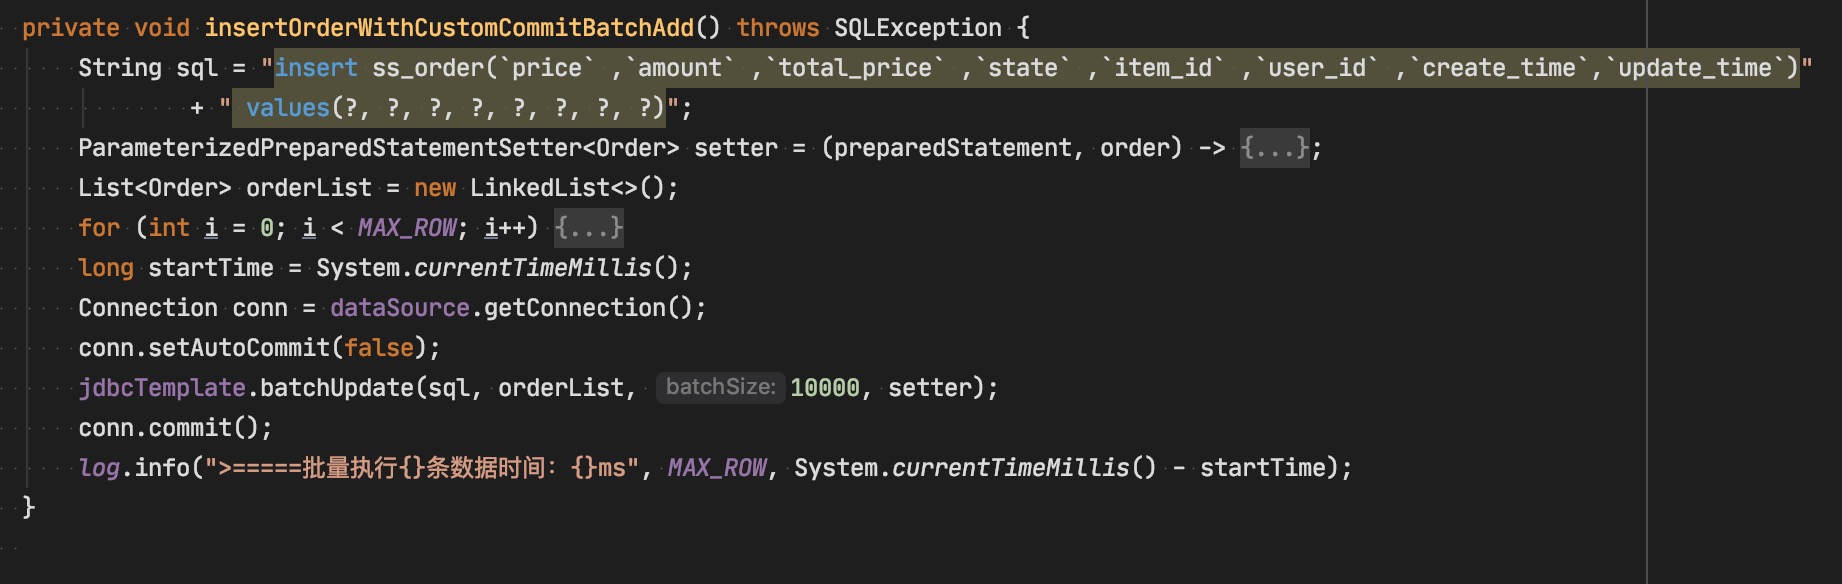 private void insertOrderWithCustomCommitBatchAdd() throws SQLException {
String sql = "insert ss_order(`price` ,`amount` ,`total_price` ,`state` ,`item_id` ,`user_id` ,`create_time`,`update_time`)"
+ " values(?, ?, ?, ?, ?, ?, ?, ?)";
ParameterizedPreparedStatementSetter<Order> setter = (preparedStatement, order) -> {...};
List<Order> orderList = new LinkedList<>();
for (int i = 0; i < MAX_ROW; i++) {...}
long startTime = System.currentTimeMillis();
Connection conn = dataSource.getConnection();
conn.setAutoCommit(false);
jdbcTemplate.batchUpdate(sql, orderList, batchSize: 10000, setter);
conn.commit();
log.info(">=====批量执行{}条数据时间: {}ms", MAX_ROW, System.currentTimeMillis() - startTime);
}